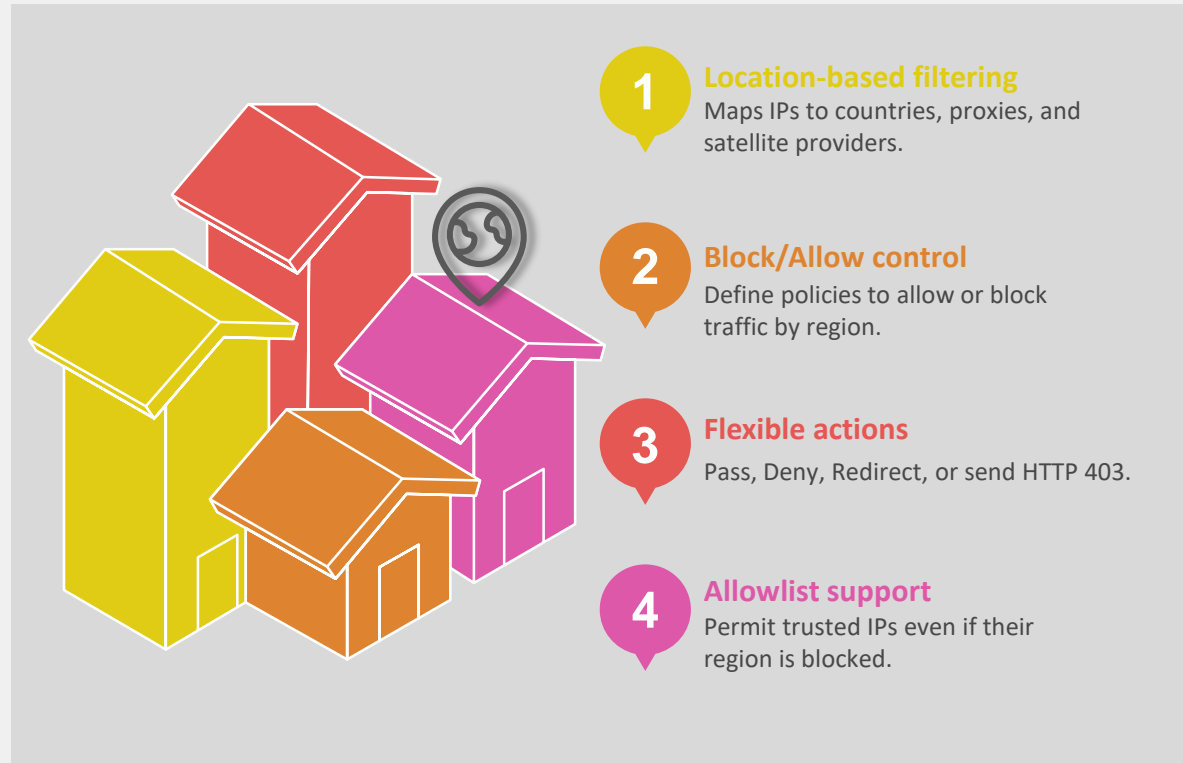 1
Location-based filtering
Maps IPs to countries, proxies, and
satellite providers.
2
Block/Allow control
Define policies to allow or block
traffic by region.
3
Flexible actions
Pass, Deny, Redirect, or send HTTP 403.
4
Allowlist support
Permit trusted IPs even if their
region is blocked.